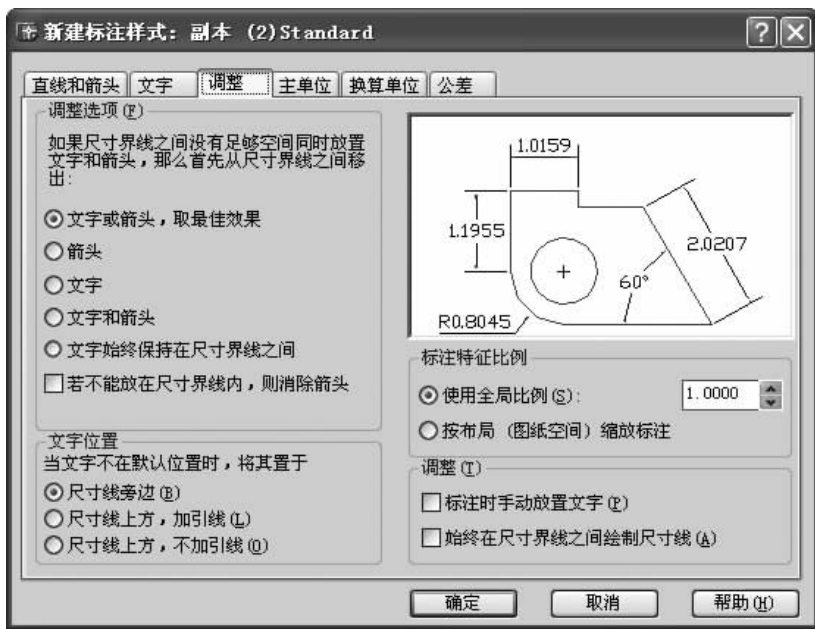 新建标注样式: 副本 (2)Standard
直线和箭头 文字 调整 主单位 换算单位 公差
调整选项(F)
如果尺寸界线之间没有足够空间同时放置
文字和箭头，那么首先从尺寸界线之间移
出:
文字或箭头，取最佳效果
箭头
文字
文字和箭头
文字始终保持在尺寸界线之间
若不能放在尺寸界线内，则消除箭头
文字位置
当文字不在默认位置时，将其置于
尺寸线旁边(B)
尺寸线上方，加引线(L)
尺寸线上方，不加引线(O)
1.0159
1.1955
2.0207
60°
R0.8045
标注特征比例
使用全局比例(S):
1.0000
按布局（图纸空间）缩放标注
调整(T)
标注时手动放置文字(P)
始终在尺寸界线之间绘制尺寸线(A)
确定 取消 帮助(H)